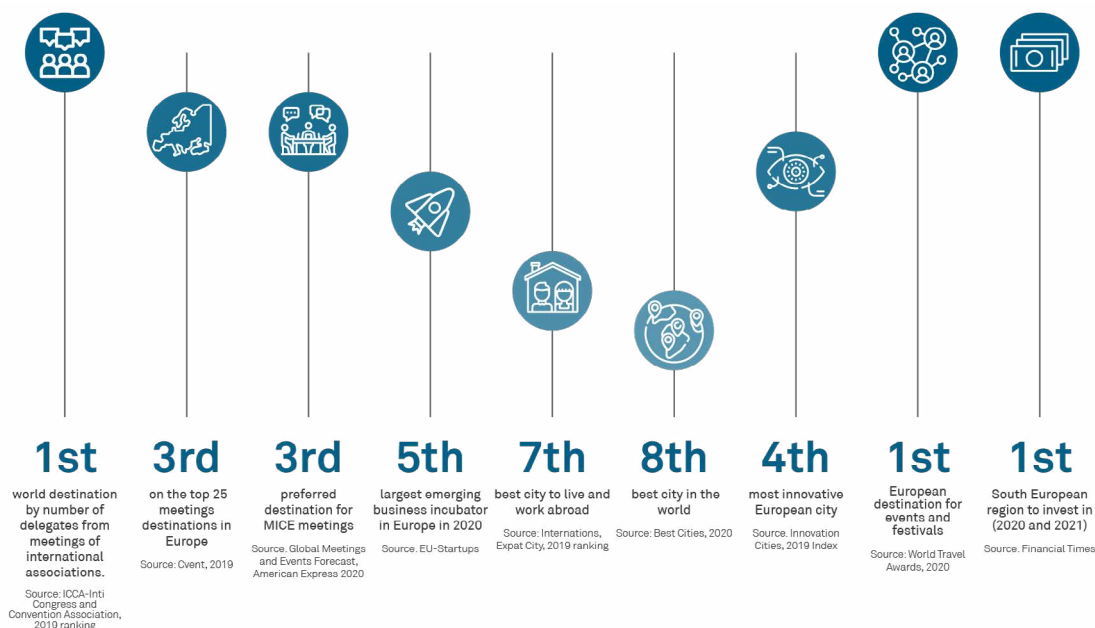 1st
world destination
by number of
delegates from
meetings of
international
associations.
Source: ICCA-Inti
Congress and
Convention Association,
2019 ranking
3rd
on the top 25
meetings
destinations in
Europe
Source: Cvent, 2019
3rd
preferred
destination for
MICE meetings
Source. Global Meetings
and Events Forecast,
American Express 2020
5th
largest emerging
business incubator
in Europe in 2020
Source. EU-Startups
7th
best city to live and
work abroad
Source: Internations,
Expat City, 2019 ranking
8th
best city in the
world
Source: Best Cities, 2020
4th
most innovative
European city
Source. Innovation
Cities, 2019 Index
1st
European
destination for
events and
festivals
Source: World Travel
Awards, 2020
1st
South European
region to invest in
(2020 and 2021)
Source. Financial Times